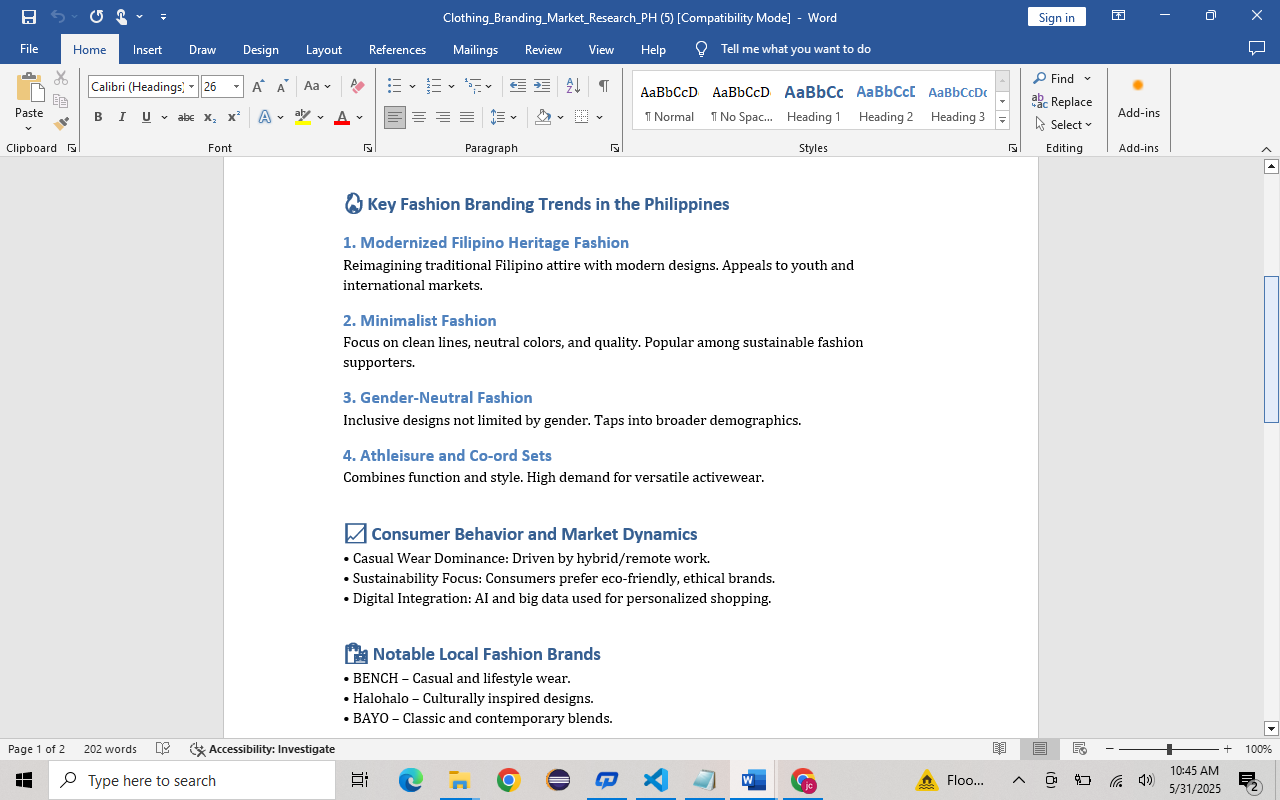 Clothing_Branding_Market_Research_PH (5) [Compatibility Mode] - Word
Sign in
File Home Insert Draw Design Layout References Mailings Review View Help Tell me what you want to do
Paste
Calibri (Headings) 26
Aa
B I U abc x₂ x²
A ab A
AaBbCcD AaBbCcD AaBbCc AaBbCcI AaBbCcDc
¶ Normal ¶ No Spac... Heading 1 Heading 2 Heading 3
Find
Replace
Select
Add-ins
Clipboard Font Paragraph Styles Editing Add-ins
Key Fashion Branding Trends in the Philippines
1. Modernized Filipino Heritage Fashion
Reimagining traditional Filipino attire with modern designs. Appeals to youth and
international markets.
2. Minimalist Fashion
Focus on clean lines, neutral colors, and quality. Popular among sustainable fashion
supporters.
3. Gender-Neutral Fashion
Inclusive designs not limited by gender. Taps into broader demographics.
4. Athleisure and Co-ord Sets
Combines function and style. High demand for versatile activewear.
Consumer Behavior and Market Dynamics
• Casual Wear Dominance: Driven by hybrid/remote work.
• Sustainability Focus: Consumers prefer eco-friendly, ethical brands.
• Digital Integration: AI and big data used for personalized shopping.
Notable Local Fashion Brands
• BENCH – Casual and lifestyle wear.
• Halohalo – Culturally inspired designs.
• BAYO – Classic and contemporary blends.
Page 1 of 2 202 words Accessibility: Investigate 100%
Type here to search
jc
Floo...
10:45 AM
5/31/2025
2